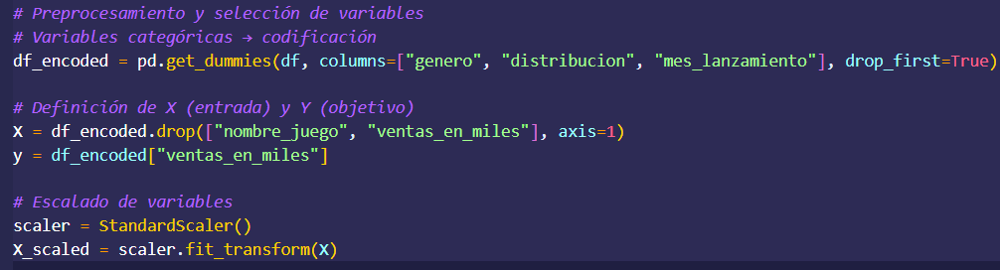 # Preprocesamiento y selección de variables
# Variables categóricas → codificación
df_encoded = pd.get_dummies(df, columns=["genero", "distribucion", "mes_lanzamiento"], drop_first=True)
# Definición de X (entrada) y Y (objetivo)
X = df_encoded.drop(["nombre_juego", "ventas_en_miles"], axis=1)
y = df_encoded["ventas_en_miles"]
# Escalado de variables
scaler = StandardScaler()
X_scaled = scaler.fit_transform(X)